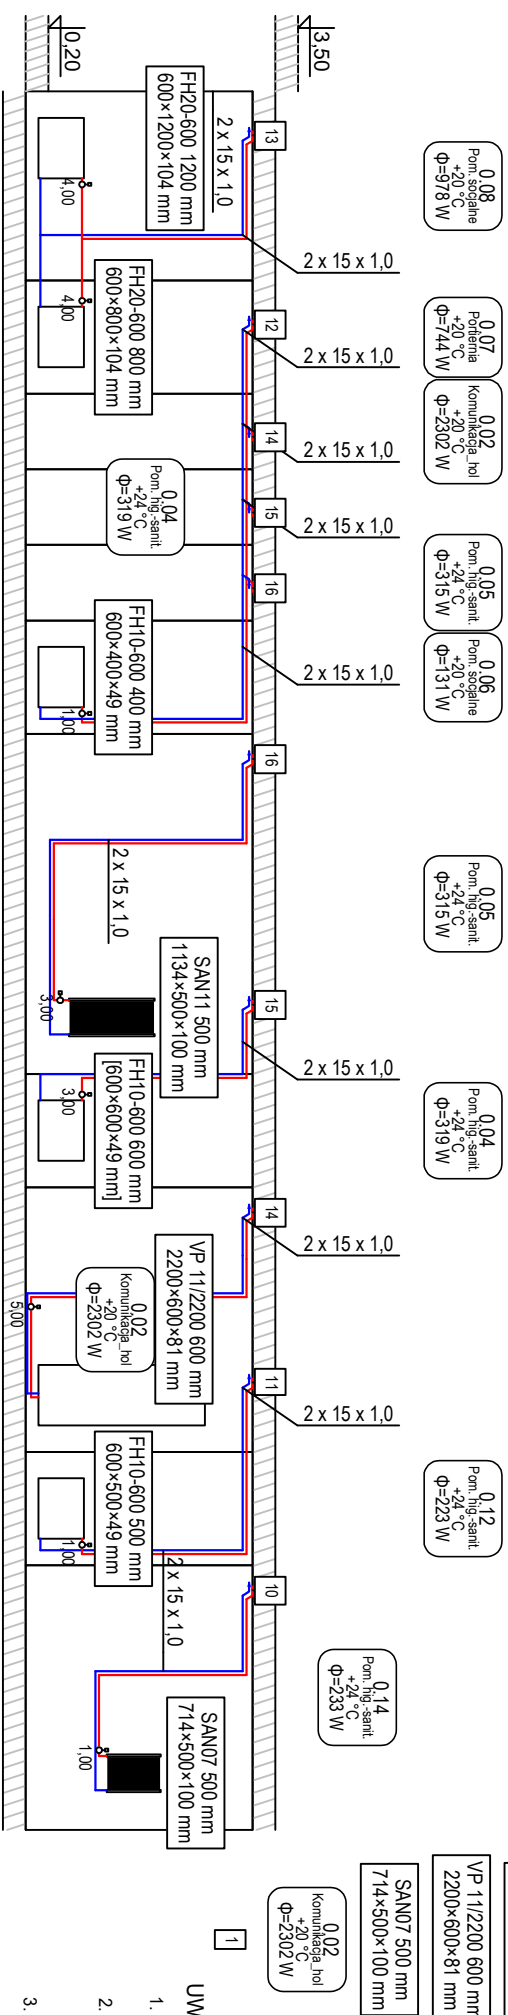 3,50
0,20
0.08
Pom. socjalne
+20 °C
Φ=978 W
0.07
Portiernia
+20 °C
Φ=744 W
0.02
Komunikacja_hol
+20 °C
Φ=2302 W
0.05
Pom. hig.-sanit.
+24 °C
Φ=315 W
0.06
Pom. socjalne
+20 °C
Φ=131 W
0.05
Pom. hig.-sanit.
+24 °C
Φ=315 W
0.04
Pom. hig.-sanit.
+24 °C
Φ=319 W
0.12
Pom. hig.-sanit.
+24 °C
Φ=223 W
0.14
Pom. hig.-sanit.
+24 °C
Φ=233 W
2 x 15 x 1,0
2 x 15 x 1,0
2 x 15 x 1,0
2 x 15 x 1,0
2 x 15 x 1,0
2 x 15 x 1,0
2 x 15 x 1,0
2 x 15 x 1,0
13
12
14
15
16
16
15
14
11
10
2 x 15 x 1,0
FH20-600 1200 mm
600×1200×104 mm
4,00
4,00
FH20-600 800 mm
600×800×104 mm
0.04
Pom. hig.-sanit.
+24 °C
Φ=319 W
FH10-600 400 mm
600×400×49 mm
1,00
2 x 15 x 1,0
SAN11 500 mm
1134×500×100 mm
3,00
FH10-600 600 mm
[600×600×49 mm]
3,00
VP 11/2200 600 mm
2200×600×81 mm
0.02
Komunikacja_hol
+20 °C
Φ=2302 W
5,00
FH10-600 500 mm
600×500×49 mm
1,00
2 x 15 x 1,0
SAN07 500 mm
714×500×100 mm
1,00
VP 11/2200 600 mm
2200×600×81 mm
SAN07 500 mm
714×500×100 mm
0.02
Komunikacja_hol
+20 °C
Φ=2302 W
1
UW
1.
2.
3.